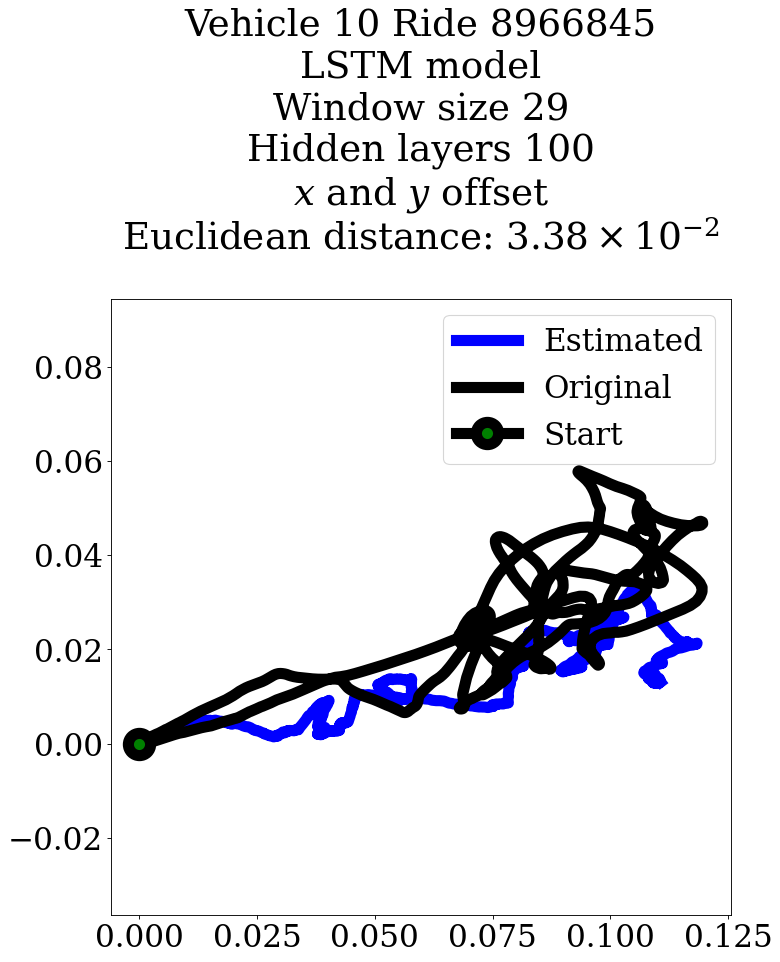 Vehicle 10 Ride 8966845
LSTM model
Window size 29
Hidden layers 100
x and y offset
Euclidean distance: 3.38 × 10⁻²
Estimated
Original
Start
0.08
0.06
0.04
0.02
0.00
−0.02
0.000 0.025 0.050 0.075 0.100 0.125